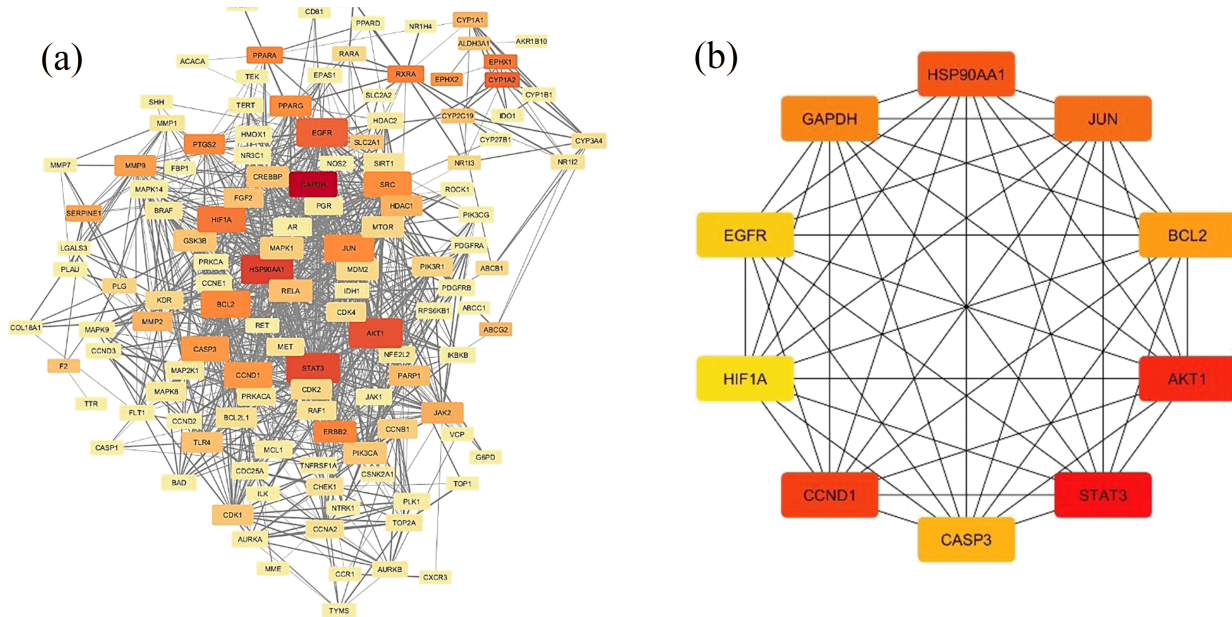 (a)
CD81
PPARD
NR1H4
CYP1A1
AKR1B10
ALDH3A1
RARA
PPARA
ACACA
TEK
EPAS1
RXRA
EPHX1
EPHX2
CYP1A2
CYP1B1
SHH
TERT
PPARG
SLC2A2
MMP1
HMOX1
EGFR
HDAC2
CYP2C19
IDO1
PTGS2
NR3C1
NOS2
SLC2A1
CYP27B1
CYP3A4
MMP7
MMP9
FBP1
SIRT1
NR1I3
NR1I2
CREBBP
GAPDH
SRC
MAPK14
FGF2
PGR
HDAC1
ROCK1
SERPINE1
BRAF
HIF1A
AR
MTOR
PIK3CG
GSK3B
MAPK1
JUN
PDGFRA
LGALS3
PRKCA
HSP90AA1
MDM2
PIK3R1
ABCB1
PLAU
PLG
CCNE1
RELA
IDH1
PDGFRB
KDR
BCL2
CDK4
RPS6KB1
ABCC1
COL18A1
MAPK9
MMP2
RET
AKT1
ABCG2
CCND3
CASP3
MET
NFE2L2
IKBKB
F2
MAP2K1
CCND1
STAT3
PARP1
MAPK8
PRKACA
CDK2
JAK1
TTR
FLT1
CCND2
BCL2L1
RAF1
JAK2
CASP1
TLR4
MCL1
ERBB2
CCNB1
VCP
PIK3CA
G6PD
BAD
CDC25A
TNFRSF1A
CSNK2A1
TOP1
ILK
CHEK1
CDK1
NTRK1
PLK1
TOP2A
AURKA
CCNA2
MME
CCR1
AURKB
CXCR3
TYMS
(b)
HSP90AA1
GAPDH
JUN
EGFR
BCL2
HIF1A
AKT1
CCND1
STAT3
CASP3